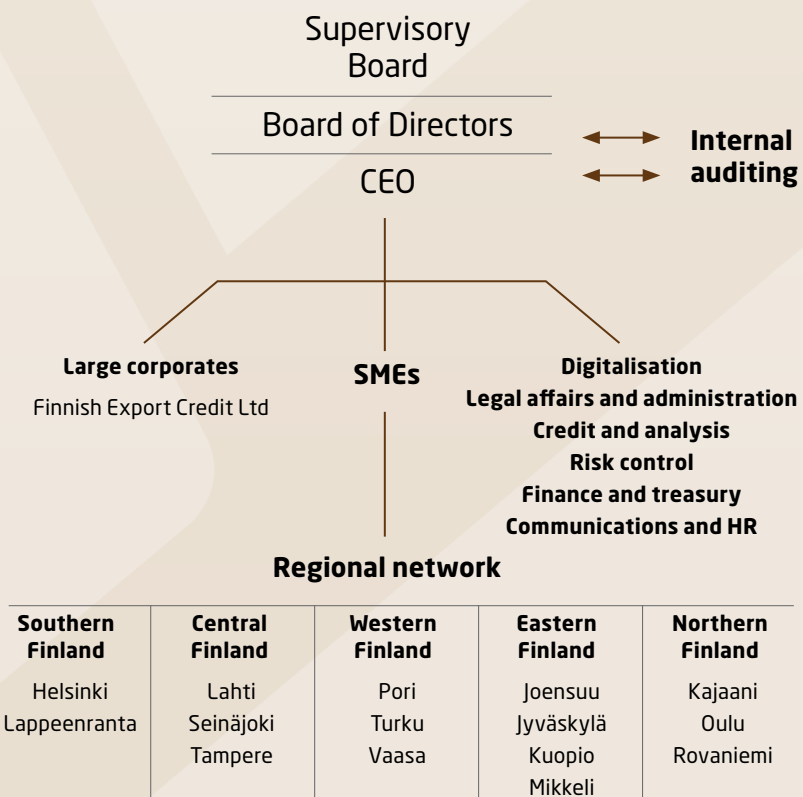 Supervisory
Board
Board of Directors
CEO
Internal
auditing
Large corporates
Finnish Export Credit Ltd
SMEs
Digitalisation
Legal affairs and administration
Credit and analysis
Risk control
Finance and treasury
Communications and HR
Regional network
Southern
Finland
Helsinki
Lappeenranta
Central
Finland
Lahti
Seinäjoki
Tampere
Western
Finland
Pori
Turku
Vaasa
Eastern
Finland
Joensuu
Jyväskylä
Kuopio
Mikkeli
Northern
Finland
Kajaani
Oulu
Rovaniemi